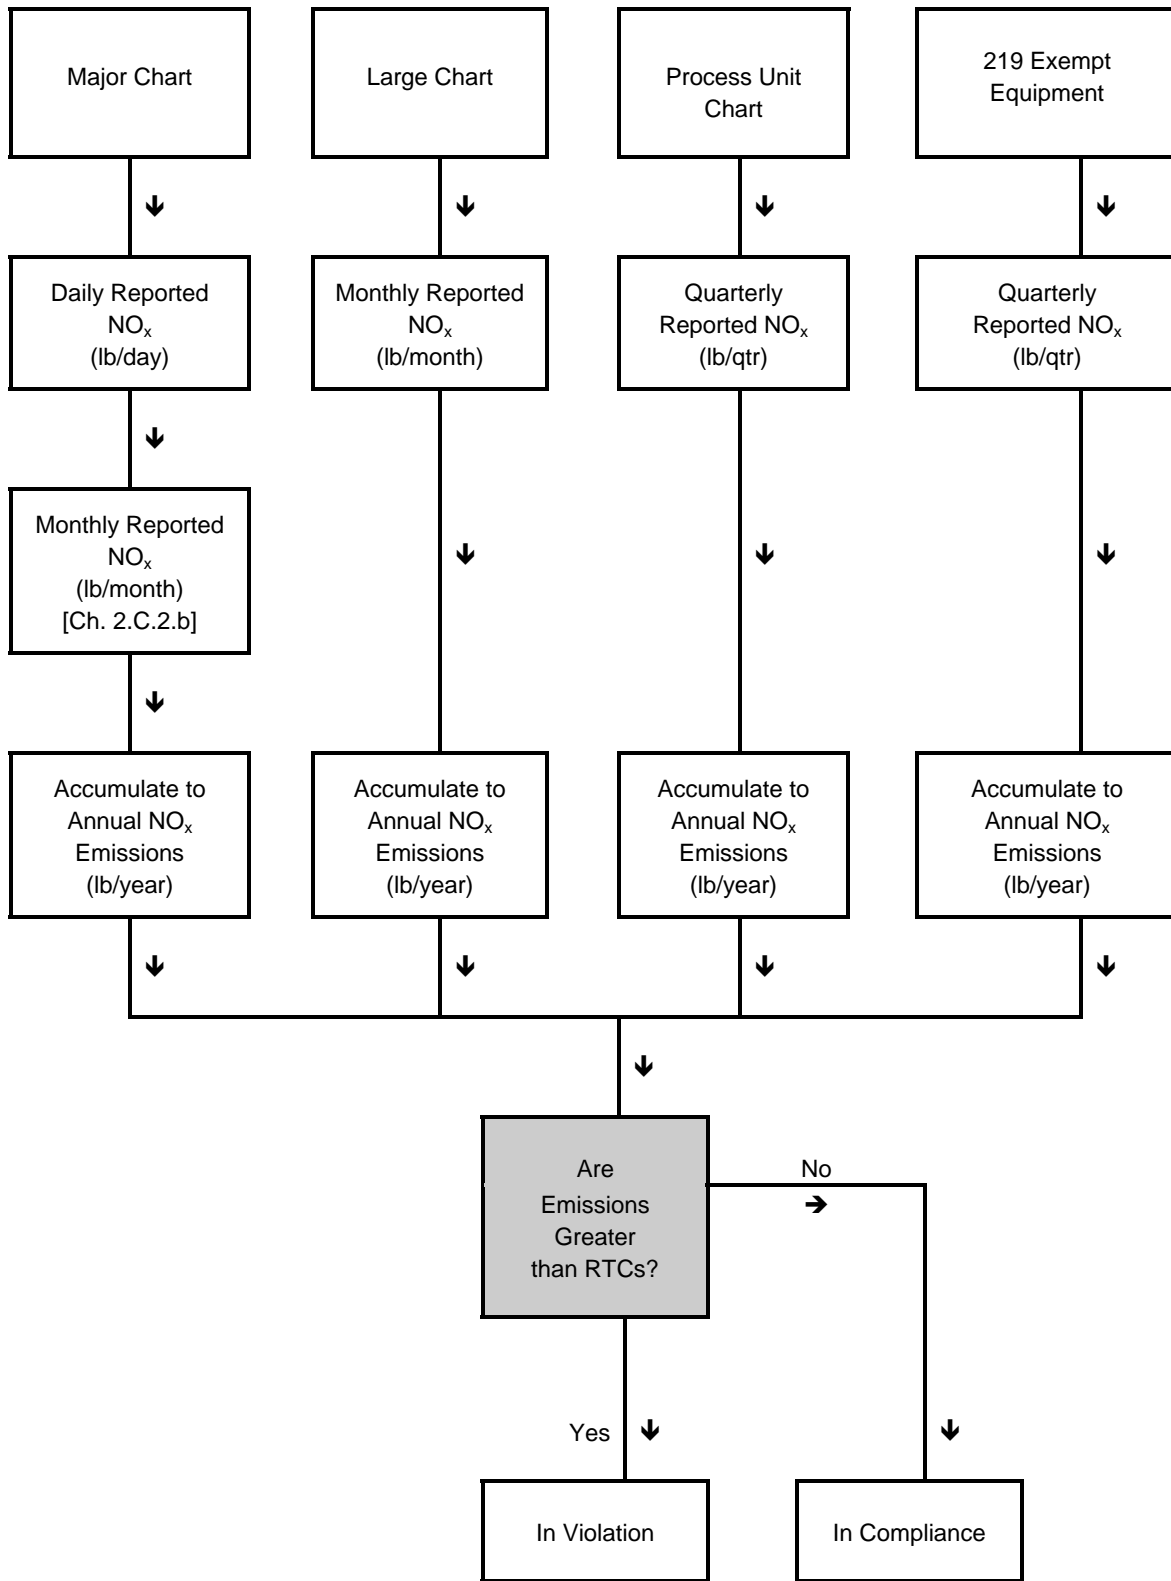 Major Chart
Large Chart
Process Unit
Chart
219 Exempt
Equipment
Daily Reported
NOₓ
(lb/day)
Monthly Reported
NOₓ
(lb/month)
Quarterly
Reported NOₓ
(lb/qtr)
Quarterly
Reported NOₓ
(lb/qtr)
Monthly Reported
NOₓ
(lb/month)
[Ch. 2.C.2.b]
Accumulate to
Annual NOₓ
Emissions
(lb/year)
Accumulate to
Annual NOₓ
Emissions
(lb/year)
Accumulate to
Annual NOₓ
Emissions
(lb/year)
Accumulate to
Annual NOₓ
Emissions
(lb/year)
Are
Emissions
Greater
than RTCs?
No
Yes
In Violation
In Compliance